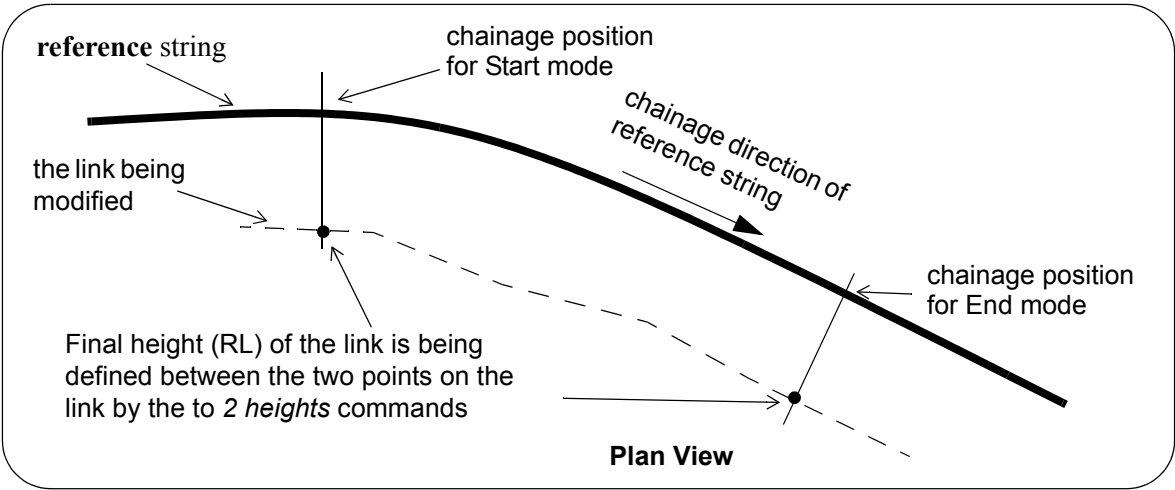 reference string
chainage position
for Start mode
chainage direction of
reference string
the link being
modified
chainage position
for End mode
Final height (RL) of the link is being
defined between the two points on the
link by the to 2 heights commands
Plan View